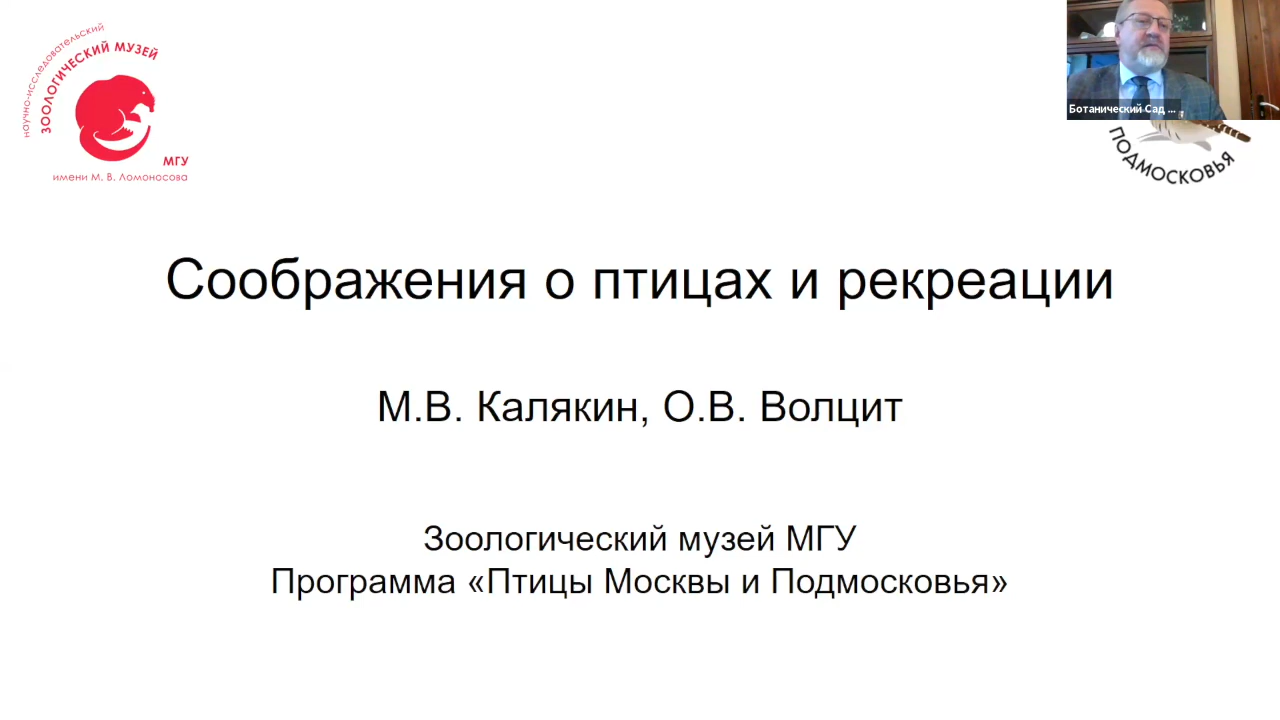 научно-исследовательский
ЗООЛОГИЧЕСКИЙ МУЗЕЙ
МГУ
имени М. В. Ломоносова
Ботанический Сад ...
ПОДМОСКОВЬЯ
Соображения о птицах и рекреации
М.В. Калякин, О.В. Волцит
Зоологический музей МГУ
Программа «Птицы Москвы и Подмосковья»